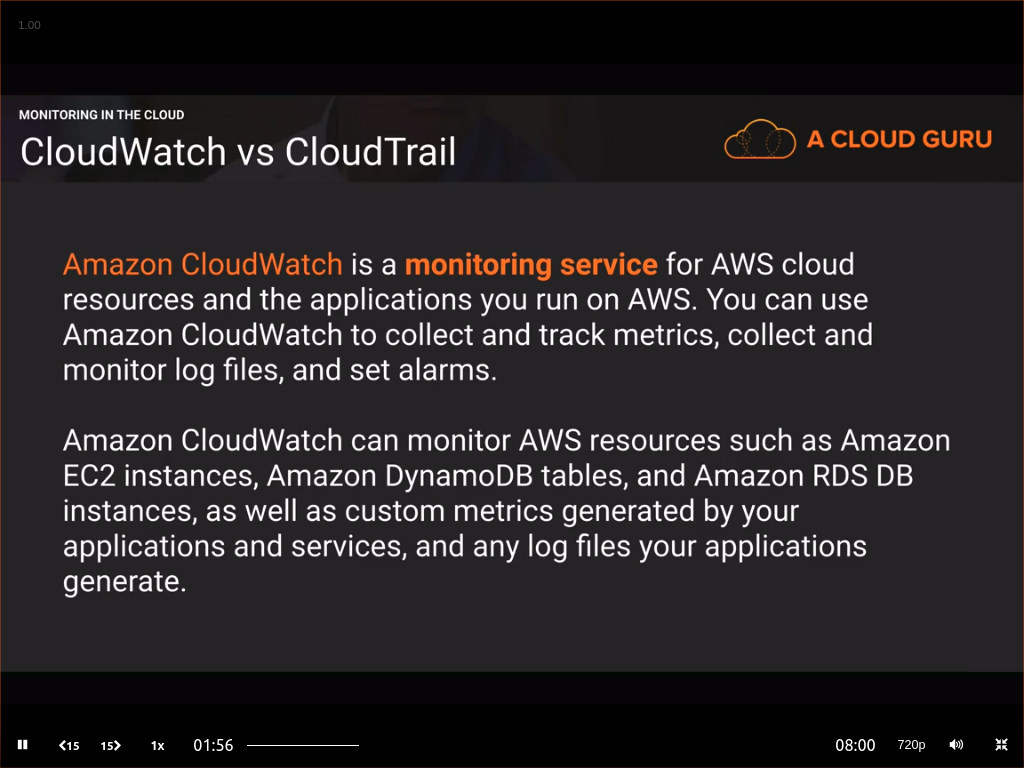 1.00
MONITORING IN THE CLOUD
CloudWatch vs CloudTrail
A CLOUD GURU
Amazon CloudWatch is a monitoring service for AWS cloud
resources and the applications you run on AWS. You can use
Amazon CloudWatch to collect and track metrics, collect and
monitor log files, and set alarms.
Amazon CloudWatch can monitor AWS resources such as Amazon
EC2 instances, Amazon DynamoDB tables, and Amazon RDS DB
instances, as well as custom metrics generated by your
applications and services, and any log files your applications
generate.
15 15 1x 01:56 08:00 720p